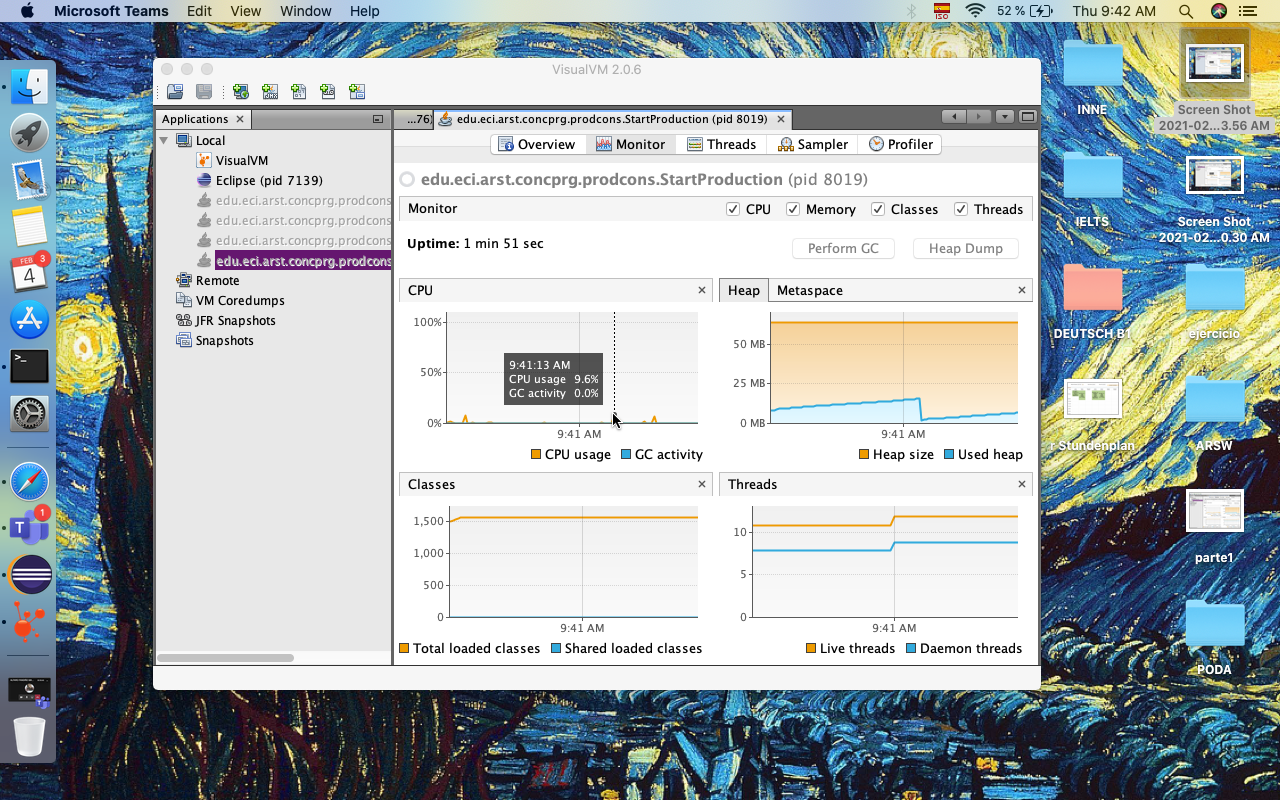 Microsoft Teams Edit View Window Help ISO 52 % Thu 9:42 AM
VisualVM 2.0.6
Applications
Local
VisualVM
Eclipse (pid 7139)
edu.eci.arst.concprg.prodcons
edu.eci.arst.concprg.prodcons
edu.eci.arst.concprg.prodcons
edu.eci.arst.concprg.prodcons
Remote
VM Coredumps
JFR Snapshots
Snapshots
...76) edu.eci.arst.concprg.prodcons.StartProduction (pid 8019)
Overview Monitor Threads Sampler Profiler
edu.eci.arst.concprg.prodcons.StartProduction (pid 8019)
Monitor CPU Memory Classes Threads
Uptime: 1 min 51 sec Perform GC Heap Dump
CPU
100%
50%
0%
9:41:13 AM
CPU usage 9.6%
GC activity 0.0%
9:41 AM
CPU usage GC activity
Heap Metaspace
50 MB
25 MB
0 MB
9:41 AM
Heap size Used heap
Classes
1,500
1,000
500
0
9:41 AM
Total loaded classes Shared loaded classes
Threads
10
5
0
9:41 AM
Live threads Daemon threads
INNE
Screen Shot
2021-02...3.56 AM
IELTS
Screen Shot
2021-02...0.30 AM
DEUTSCH B1
ejercicio
r Stundenplan
ARSW
parte1
PODA
FEB 3
4
>_
T 1